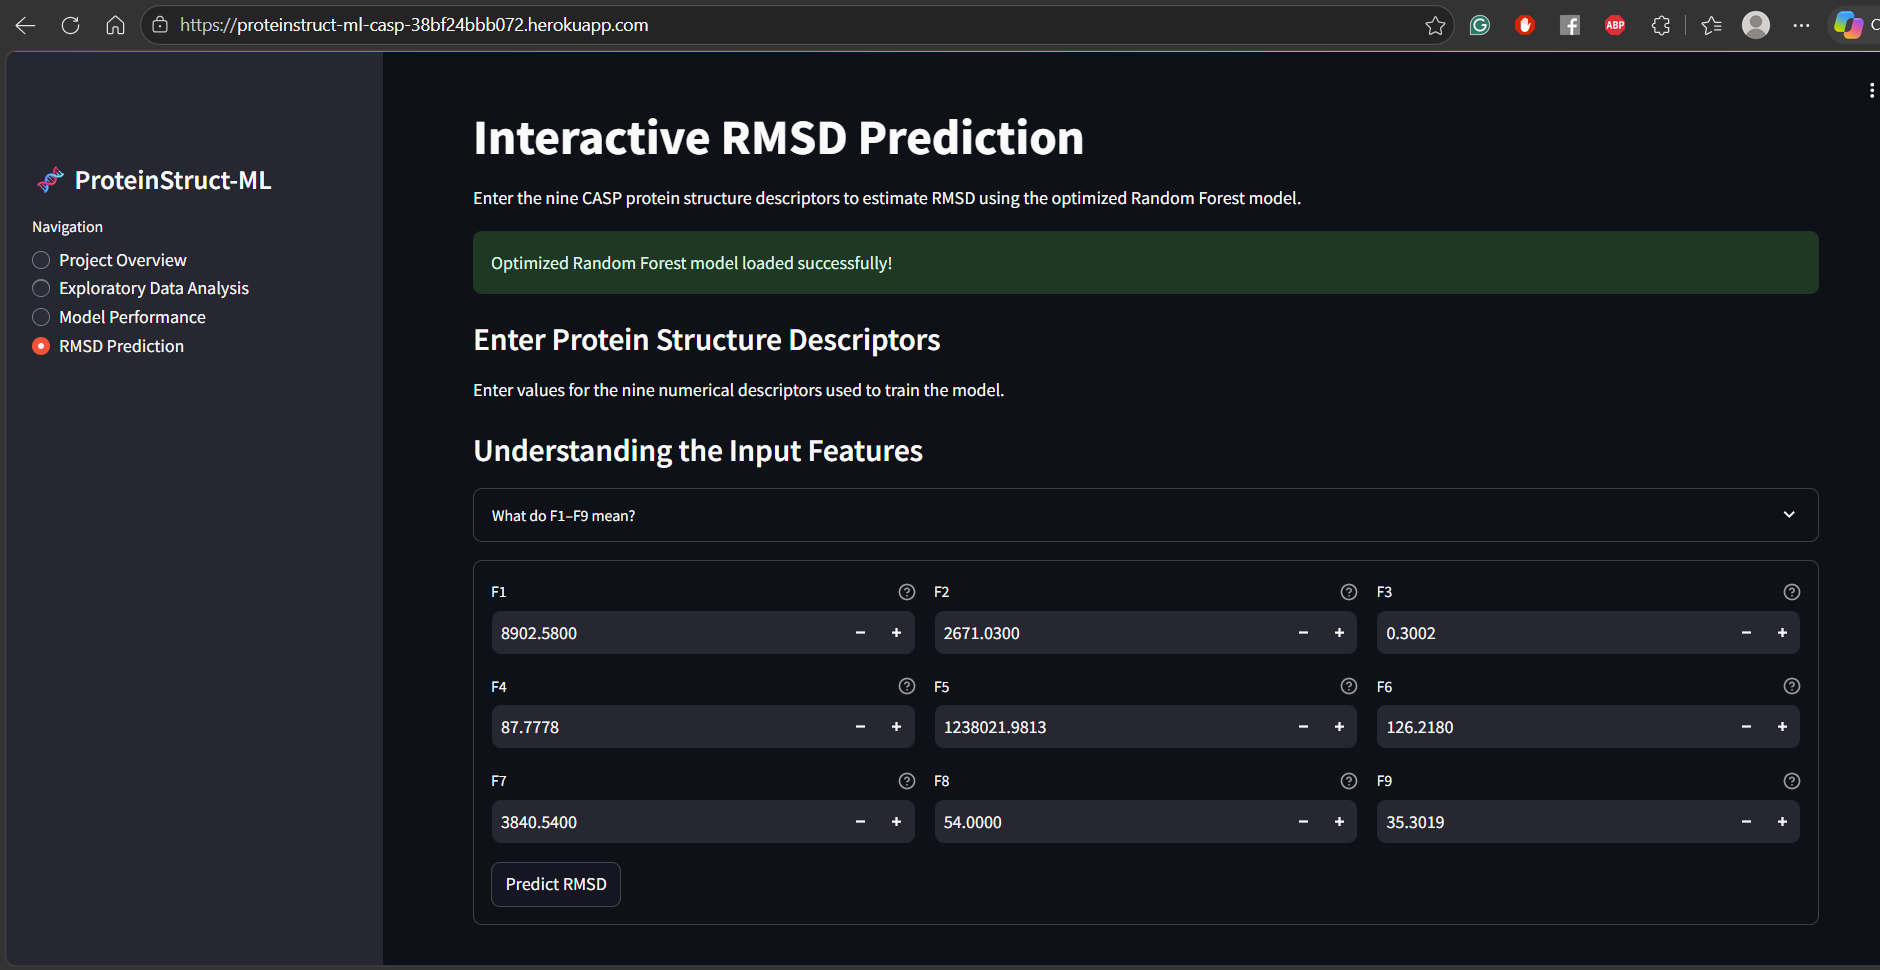 https://proteinstruct-ml-casp-38bf24bbb072.herokuapp.com
ABP
ProteinStruct-ML
Navigation
Project Overview
Exploratory Data Analysis
Model Performance
RMSD Prediction
Interactive RMSD Prediction
Enter the nine CASP protein structure descriptors to estimate RMSD using the optimized Random Forest model.
Optimized Random Forest model loaded successfully!
Enter Protein Structure Descriptors
Enter values for the nine numerical descriptors used to train the model.
Understanding the Input Features
What do F1–F9 mean?
F1 F2 F3
8902.5800 2671.0300 0.3002
F4 F5 F6
87.7778 1238021.9813 126.2180
F7 F8 F9
3840.5400 54.0000 35.3019
Predict RMSD